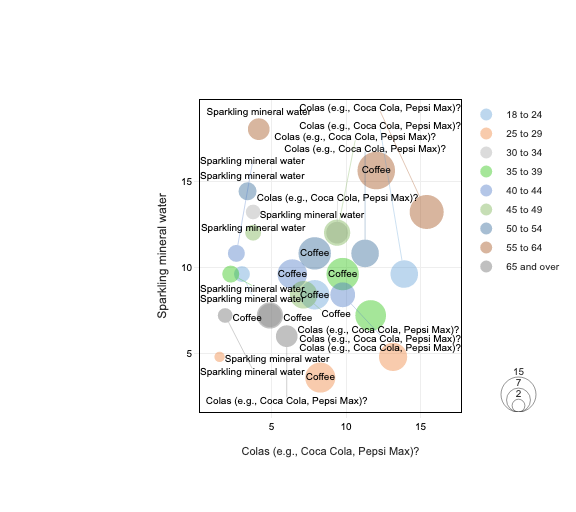 Colas (e.g., Coca Cola, Pepsi Max)?
Sparkling mineral water
Colas (e.g., Coca Cola, Pepsi Max)?
Colas (e.g., Coca Cola, Pepsi Max)?
Colas (e.g., Coca Cola, Pepsi Max)?
Sparkling mineral water
Coffee
Sparkling mineral water
Colas (e.g., Coca Cola, Pepsi Max)?
Sparkling mineral water
Sparkling mineral water
Coffee
Coffee
Coffee
Sparkling mineral water
Coffee
Sparkling mineral water
Coffee
Coffee
Coffee
Colas (e.g., Coca Cola, Pepsi Max)?
Colas (e.g., Coca Cola, Pepsi Max)?
Colas (e.g., Coca Cola, Pepsi Max)?
Sparkling mineral water
Sparkling mineral water
Coffee
Colas (e.g., Coca Cola, Pepsi Max)?
15
10
5
Sparkling mineral water
5
10
15
Colas (e.g., Coca Cola, Pepsi Max)?
18 to 24
25 to 29
30 to 34
35 to 39
40 to 44
45 to 49
50 to 54
55 to 64
65 and over
15
7
2